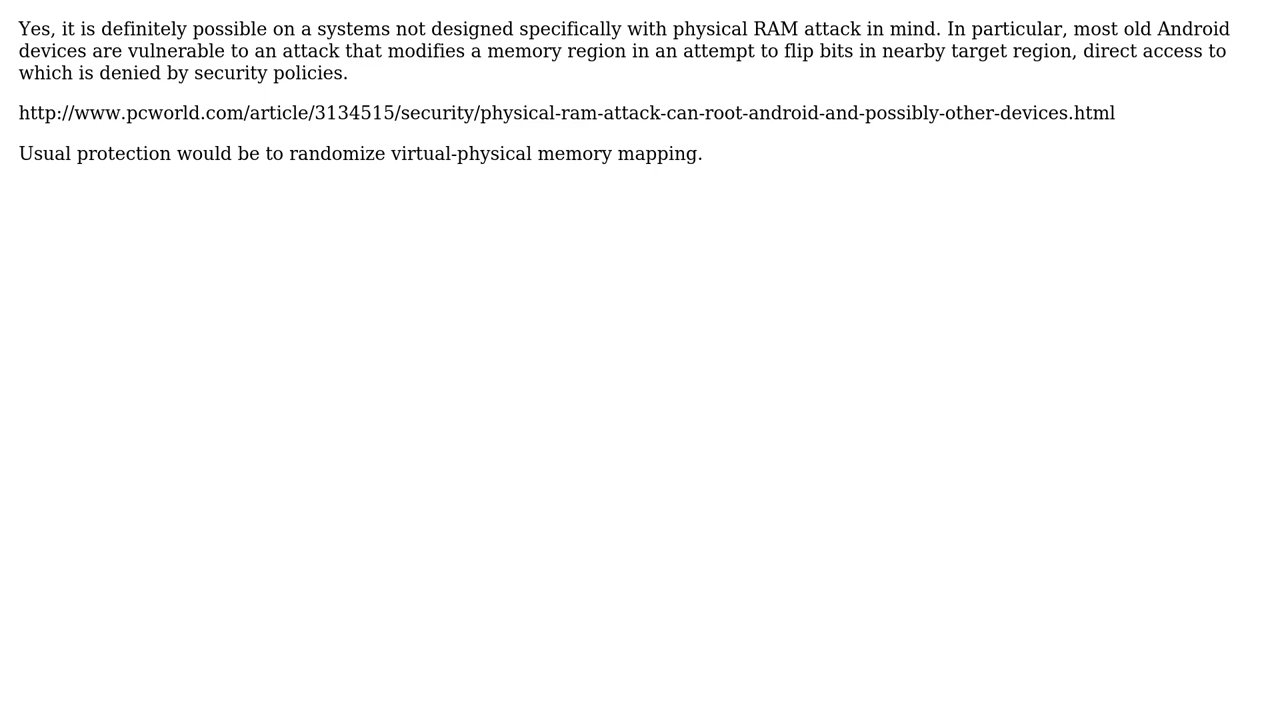 Yes, it is definitely possible on a systems not designed specifically with physical RAM attack in mind. In particular, most old Android
devices are vulnerable to an attack that modifies a memory region in an attempt to flip bits in nearby target region, direct access to
which is denied by security policies.
http://www.pcworld.com/article/3134515/security/physical-ram-attack-can-root-android-and-possibly-other-devices.html
Usual protection would be to randomize virtual-physical memory mapping.